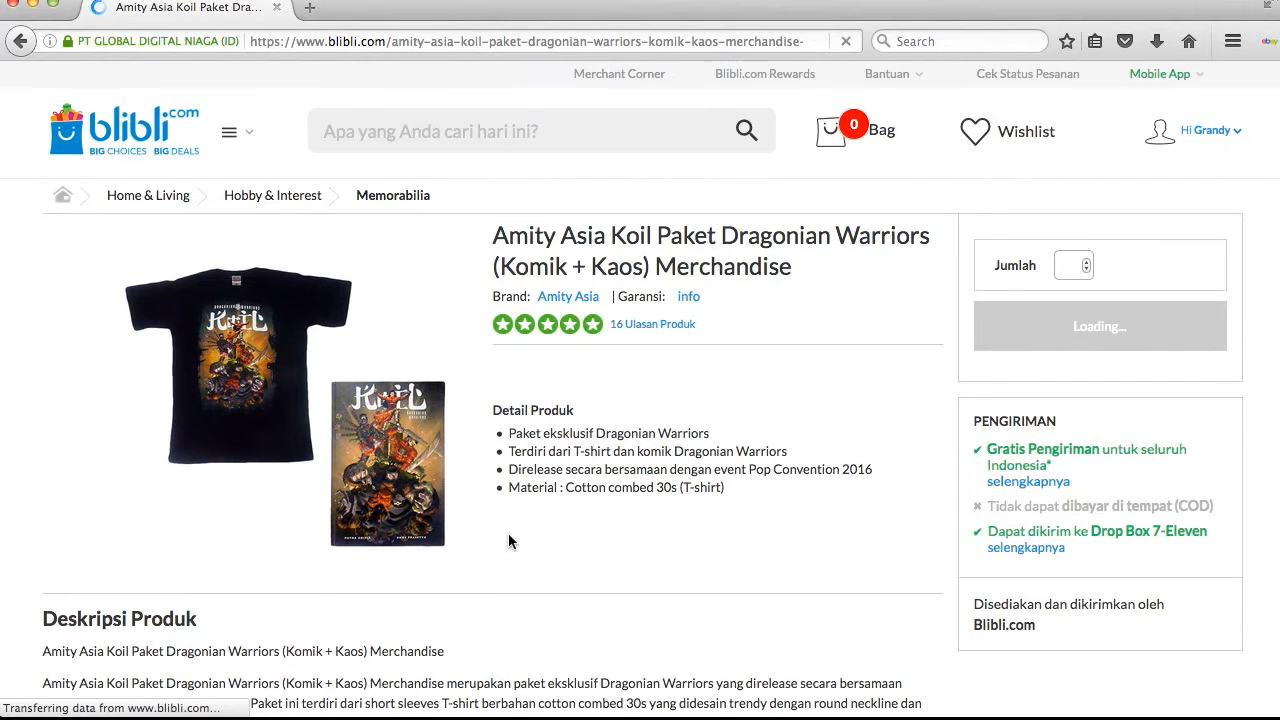 Amity Asia Koil Paket Dra...
PT GLOBAL DIGITAL NIAGA (ID)
https://www.blibli.com/amity-asia-koil-paket-dragonian-warriors-komik-kaos-merchandise-
Search
ebay
Merchant Corner
Blibli.com Rewards
Bantuan
Cek Status Pesanan
Mobile App
blibli.com
BIG CHOICES BIG DEALS
Apa yang Anda cari hari ini?
0
Bag
Wishlist
Hi Grandy
Home & Living
Hobby & Interest
Memorabilia
Amity Asia Koil Paket Dragonian Warriors
(Komik + Kaos) Merchandise
Brand: Amity Asia | Garansi: info
16 Ulasan Produk
KOIL
KOIL
Detail Produk
Paket eksklusif Dragonian Warriors
Terdiri dari T-shirt dan komik Dragonian Warriors
Direlease secara bersamaan dengan event Pop Convention 2016
Material : Cotton combed 30s (T-shirt)
Jumlah
Loading...
PENGIRIMAN
Gratis Pengiriman untuk seluruh
Indonesia*
selengkapnya
Tidak dapat dibayar di tempat (COD)
Dapat dikirim ke Drop Box 7-Eleven
selengkapnya
Disediakan dan dikirimkan oleh
Blibli.com
Deskripsi Produk
Amity Asia Koil Paket Dragonian Warriors (Komik + Kaos) Merchandise
Amity Asia Koil Paket Dragonian Warriors (Komik + Kaos) Merchandise merupakan paket eksklusif Dragonian Warriors yang direlease secara bersamaan
Paket ini terdiri dari short sleeves T-shirt berbahan cotton combed 30s yang didesain trendy dengan round neckline dan
Transferring data from www.blibli.com...